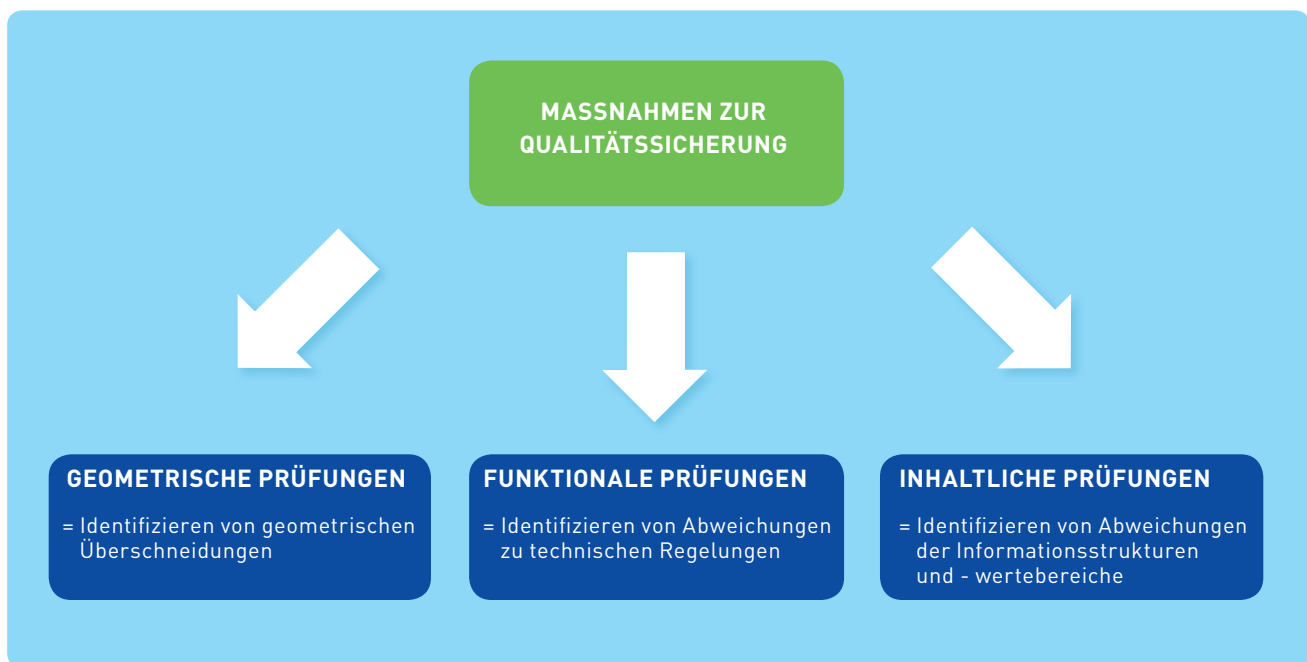 MASSNAHMEN ZUR
QUALITÄTSSICHERUNG
GEOMETRISCHE PRÜFUNGEN
= Identifizieren von geometrischen
Überschneidungen
FUNKTIONALE PRÜFUNGEN
= Identifizieren von Abweichungen
zu technischen Regelungen
INHALTLICHE PRÜFUNGEN
= Identifizieren von Abweichungen
der Informationsstrukturen
und - wertebereiche